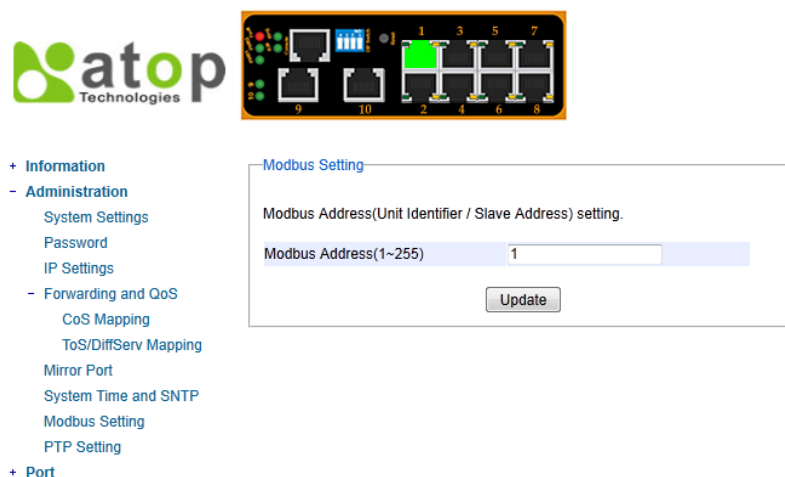 atop
Technologies
1 3 5 7
9 10 2 4 6 8
+ Information
- Administration
System Settings
Password
IP Settings
- Forwarding and QoS
CoS Mapping
ToS/DiffServ Mapping
Mirror Port
System Time and SNTP
Modbus Setting
PTP Setting
+ Port
Modbus Setting
Modbus Address(Unit Identifier / Slave Address) setting.
Modbus Address(1~255) 1
Update